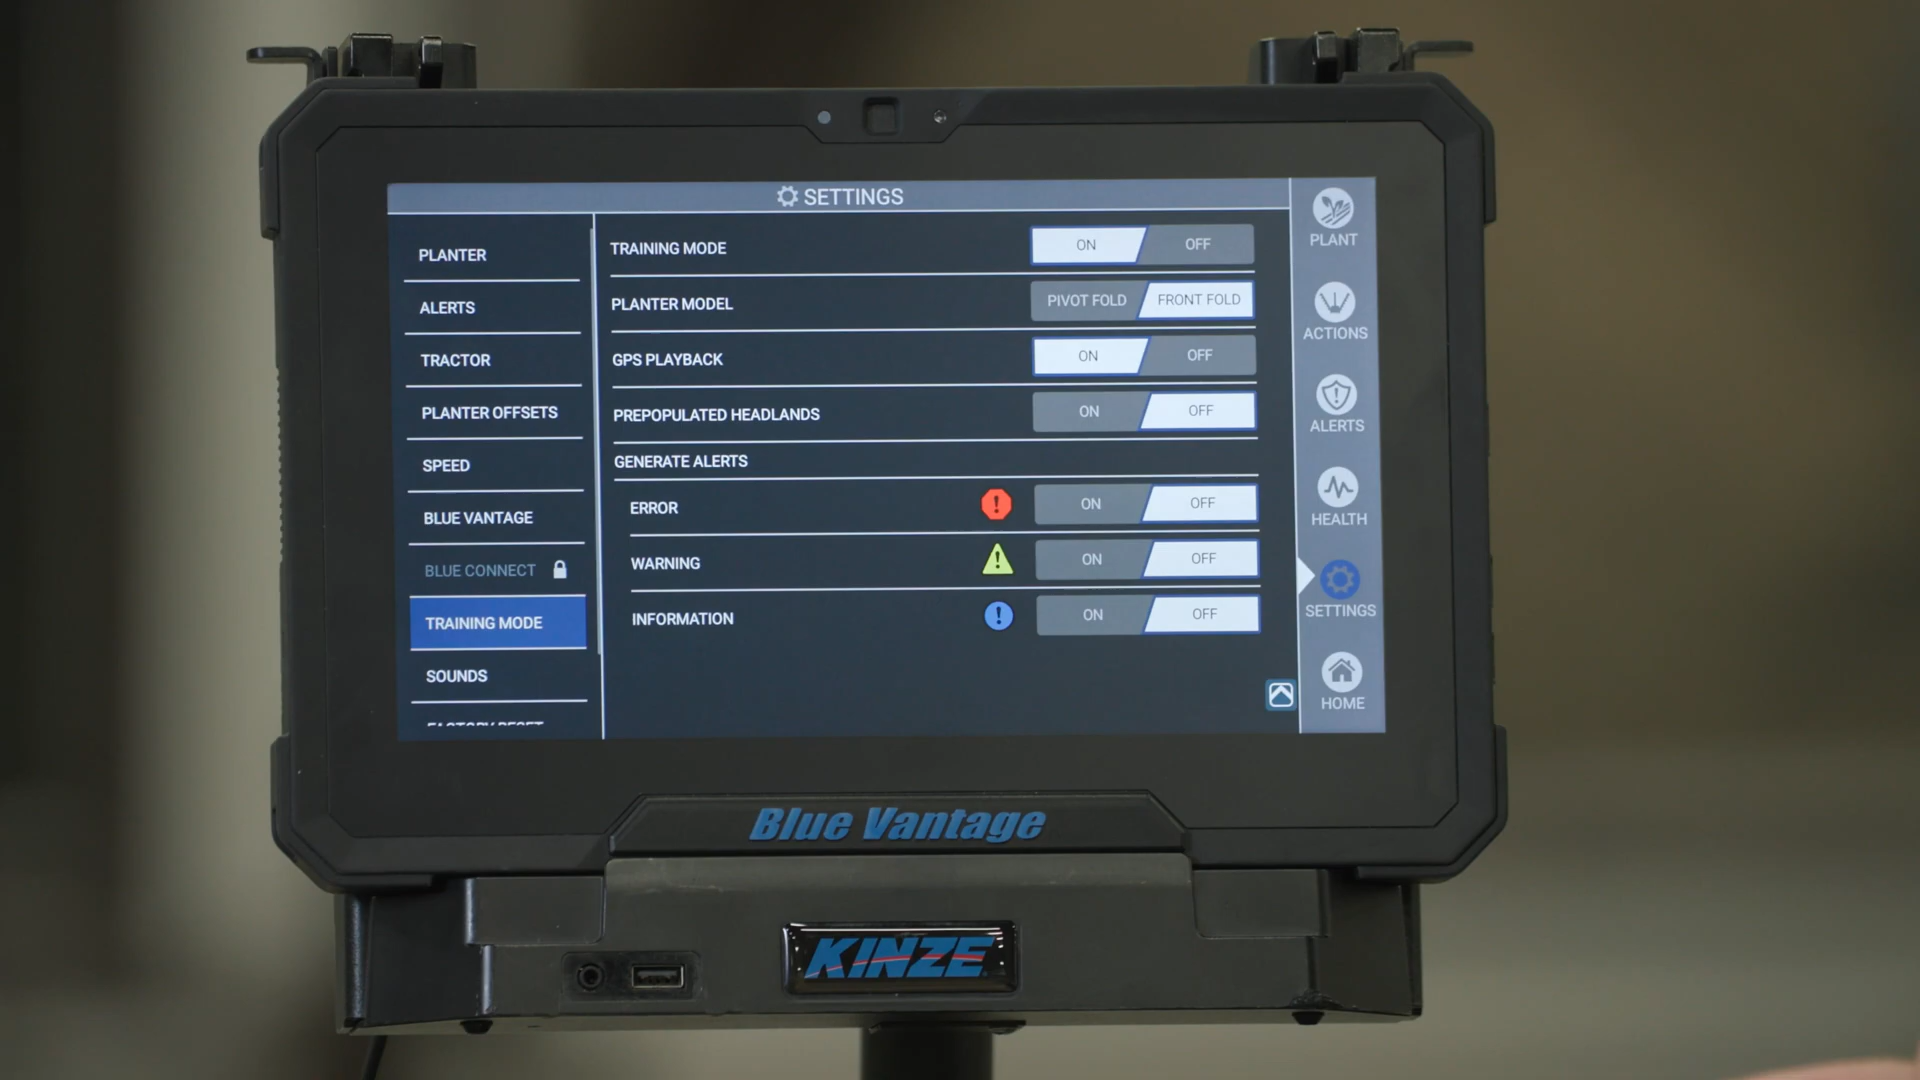 SETTINGS
PLANTER
ALERTS
TRACTOR
PLANTER OFFSETS
SPEED
BLUE VANTAGE
BLUE CONNECT
TRAINING MODE
SOUNDS
FACTORY RESET
TRAINING MODE ON OFF
PLANTER MODEL PIVOT FOLD FRONT FOLD
GPS PLAYBACK ON OFF
PREPOPULATED HEADLANDS ON OFF
GENERATE ALERTS
ERROR ! ON OFF
WARNING ! ON OFF
INFORMATION ! ON OFF
PLANT
ACTIONS
ALERTS
HEALTH
SETTINGS
HOME
Blue Vantage
KINZE